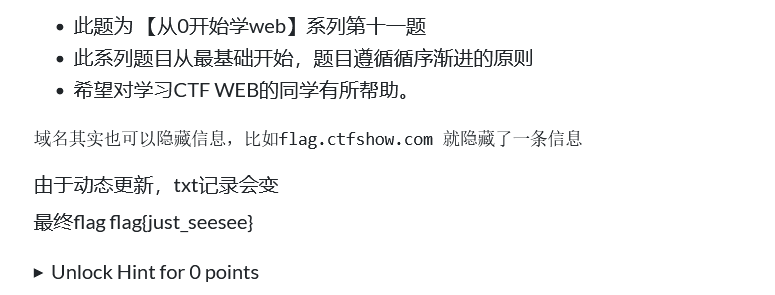 • 此题为 【从0开始学web】系列第十一题
• 此系列题目从最基础开始，题目遵循循序渐进的原则
• 希望对学习CTF WEB的同学有所帮助。
域名其实也可以隐藏信息，比如flag.ctfshow.com 就隐藏了一条信息
由于动态更新，txt记录会变
最终flag flag{just_seesee}
▸ Unlock Hint for 0 points